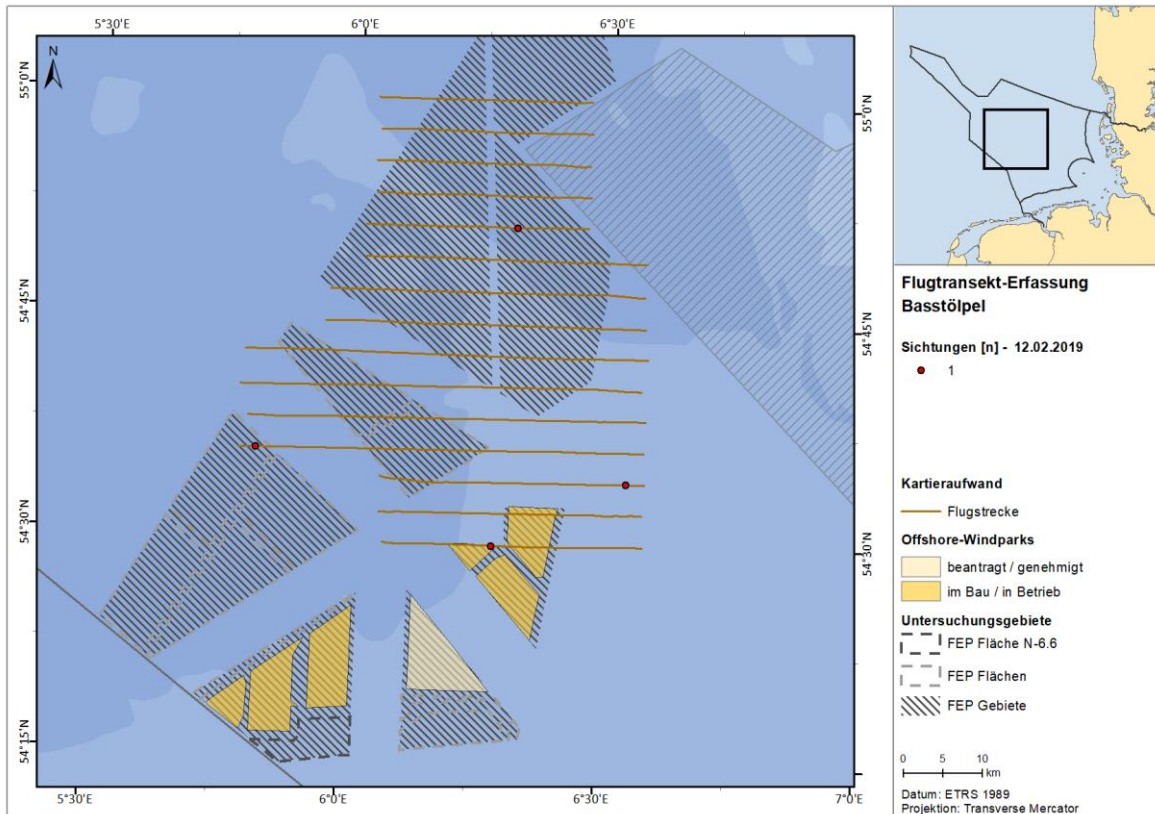 5°30'E
6°0'E
6°30'E
N
55°0'N
54°45'N
54°30'N
54°15'N
55°0'N
54°45'N
54°30'N
5°30'E
6°0'E
6°30'E
7°0'E
Flugtransekt-Erfassung
Basstölpel
Sichtungen [n] - 12.02.2019
1
Kartieraufwand
Flugstrecke
Offshore-Windparks
beantragt / genehmigt
im Bau / in Betrieb
Untersuchungsgebiete
FEP Fläche N-6.6
FEP Flächen
FEP Gebiete
0 5 10
km
Datum: ETRS 1989
Projektion: Transverse Mercator